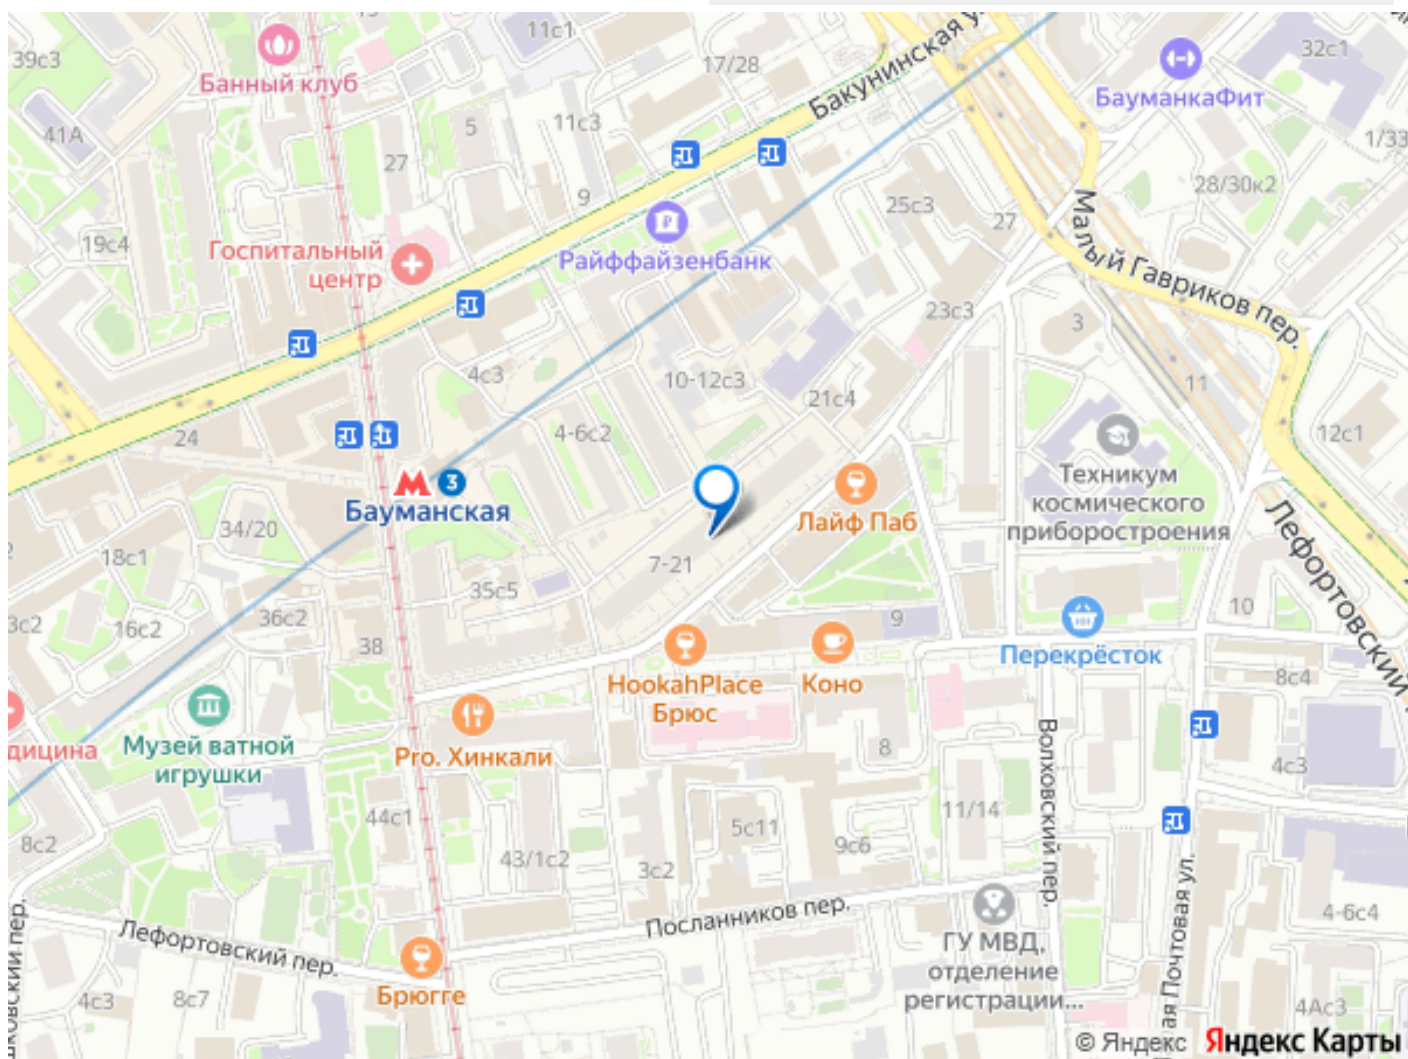 11с1
39с3
Банный клуб
17/28
Бакунинская у
32с1
БауманкаФит
41А
5
11с3
27
1/33
28/30к2
9
25с3
27
Малый Гавриков пер.
19с4
Госпитальный
центр
Райффайзенбанк
23с3
3
4с3
10-12с3
21с4
11
24
4-6с2
12с1
3
Бауманская
Техникум
космического
приборостроения
Лайф Паб
34/20
18с1
7-21
35с5
Лефортовский
3с2
16с2
36с2
38
9
10
Перекрёсток
HookahPlace
Брюс
Коно
8с4
дицина
Музей ватной
игрушки
Pro. Хинкали
8
4с3
Волховский пер.
44с1
11/14
5с11
8с2
43/1с2
9с6
3с2
Посланников пер.
4-6с4
Лефортовский пер.
ГУ МВД,
отделение
регистрации...
ая Почтовая ул.
Брюгге
4с3
8с7
ковский пер.
4Ас3
© Яндекс Яндекс Карты